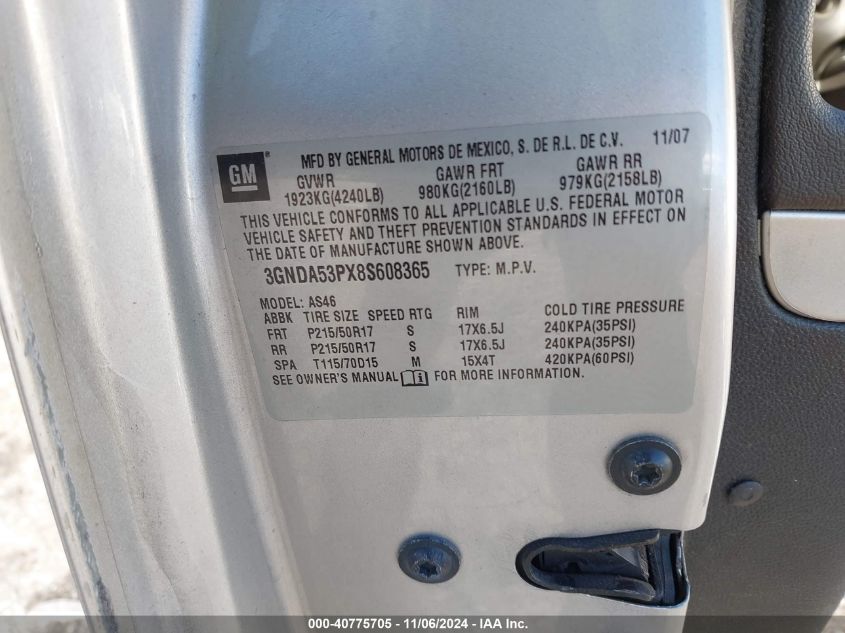 GM
MFD BY GENERAL MOTORS DE MEXICO, S. DE R.L. DE C.V. 11/07
GVWR GAWR FRT GAWR RR
1923KG(4240LB) 980KG(2160LB) 979KG(2158LB)
THIS VEHICLE CONFORMS TO ALL APPLICABLE U.S. FEDERAL MOTOR
VEHICLE SAFETY AND THEFT PREVENTION STANDARDS IN EFFECT ON
THE DATE OF MANUFACTURE SHOWN ABOVE.
3GNDA53PX8S608365 TYPE: M.P.V.
MODEL: AS46
ABBK TIRE SIZE SPEED RTG RIM COLD TIRE PRESSURE
FRT P215/50R17 S 17X6.5J 240KPA(35PSI)
RR P215/50R17 S 17X6.5J 240KPA(35PSI)
SPA T115/70D15 M 15X4T 420KPA(60PSI)
SEE OWNER'S MANUAL FOR MORE INFORMATION.
000-40775705 - 11/06/2024 - IAA Inc.